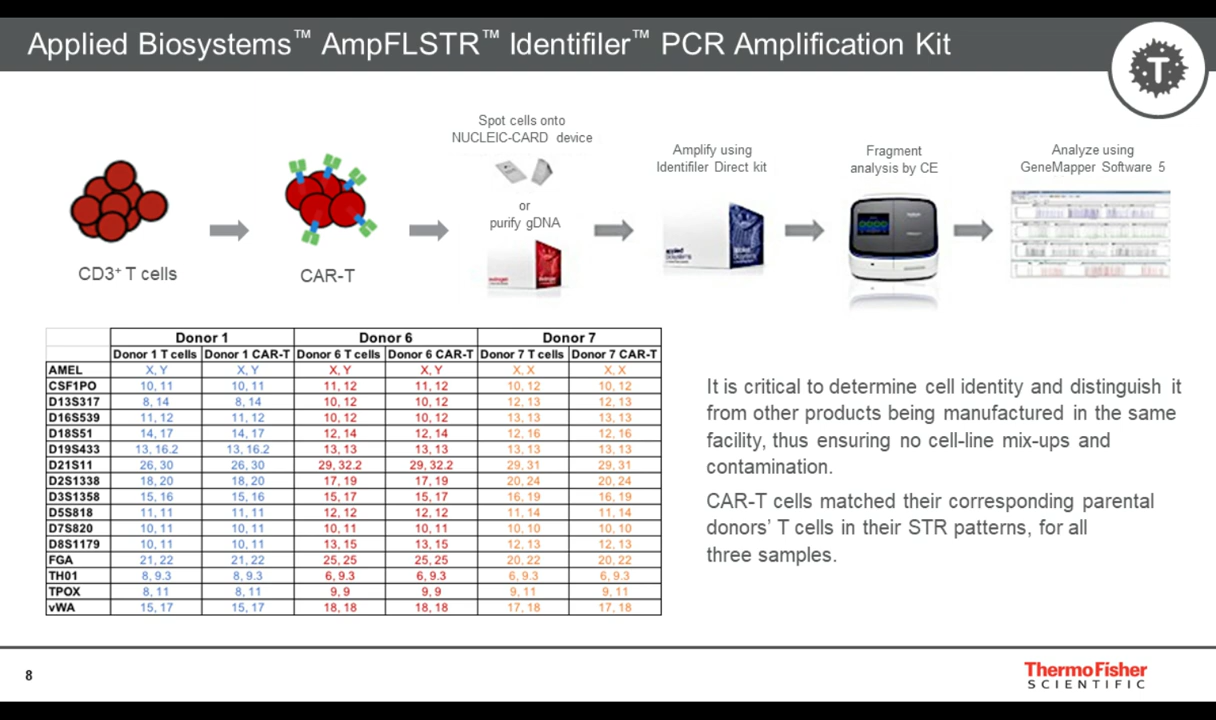 Applied Biosystems™ AmpFLSTR™ Identifiler™ PCR Amplification Kit
T
CD3⁺ T cells
CAR-T
Spot cells onto
NUCLEIC-CARD device
or
purify gDNA
Amplify using
Identifiler Direct kit
applied
biosystems
Fragment
analysis by CE
Analyze using
GeneMapper Software 5
Donor 1 Donor 6 Donor 7
Donor 1 T cells Donor 1 CAR-T Donor 6 T cells Donor 6 CAR-T Donor 7 T cells Donor 7 CAR-T
AMEL X, Y X, Y X, Y X, Y X, X X, X
CSF1PO 10, 11 10, 11 11, 12 11, 12 10, 12 10, 12
D13S317 8, 14 8, 14 10, 12 10, 12 12, 13 12, 13
D16S539 11, 12 11, 12 10, 12 10, 12 13, 13 13, 13
D18S51 14, 17 14, 17 12, 14 12, 14 12, 16 12, 16
D19S433 13, 16.2 13, 16.2 13, 13 13, 13 13, 13 13, 13
D21S11 26, 30 26, 30 29, 32.2 29, 32.2 29, 31 29, 31
D2S1338 18, 20 18, 20 17, 19 17, 19 20, 24 20, 24
D3S1358 15, 16 15, 16 15, 17 15, 17 16, 19 16, 19
D5S818 11, 11 11, 11 12, 12 12, 12 11, 14 11, 14
D7S820 10, 11 10, 11 10, 11 10, 11 10, 10 10, 10
D8S1179 10, 11 10, 11 13, 15 13, 15 12, 13 12, 13
FGA 21, 22 21, 22 25, 25 25, 25 20, 22 20, 22
TH01 8, 9.3 8, 9.3 6, 9.3 6, 9.3 6, 9.3 6, 9.3
TPOX 8, 11 8, 11 9, 9 9, 9 9, 11 9, 11
vWA 15, 17 15, 17 18, 18 18, 18 17, 18 17, 18
It is critical to determine cell identity and distinguish it
from other products being manufactured in the same
facility, thus ensuring no cell-line mix-ups and
contamination.
CAR-T cells matched their corresponding parental
donors' T cells in their STR patterns, for all
three samples.
8
ThermoFisher
SCIENTIFIC